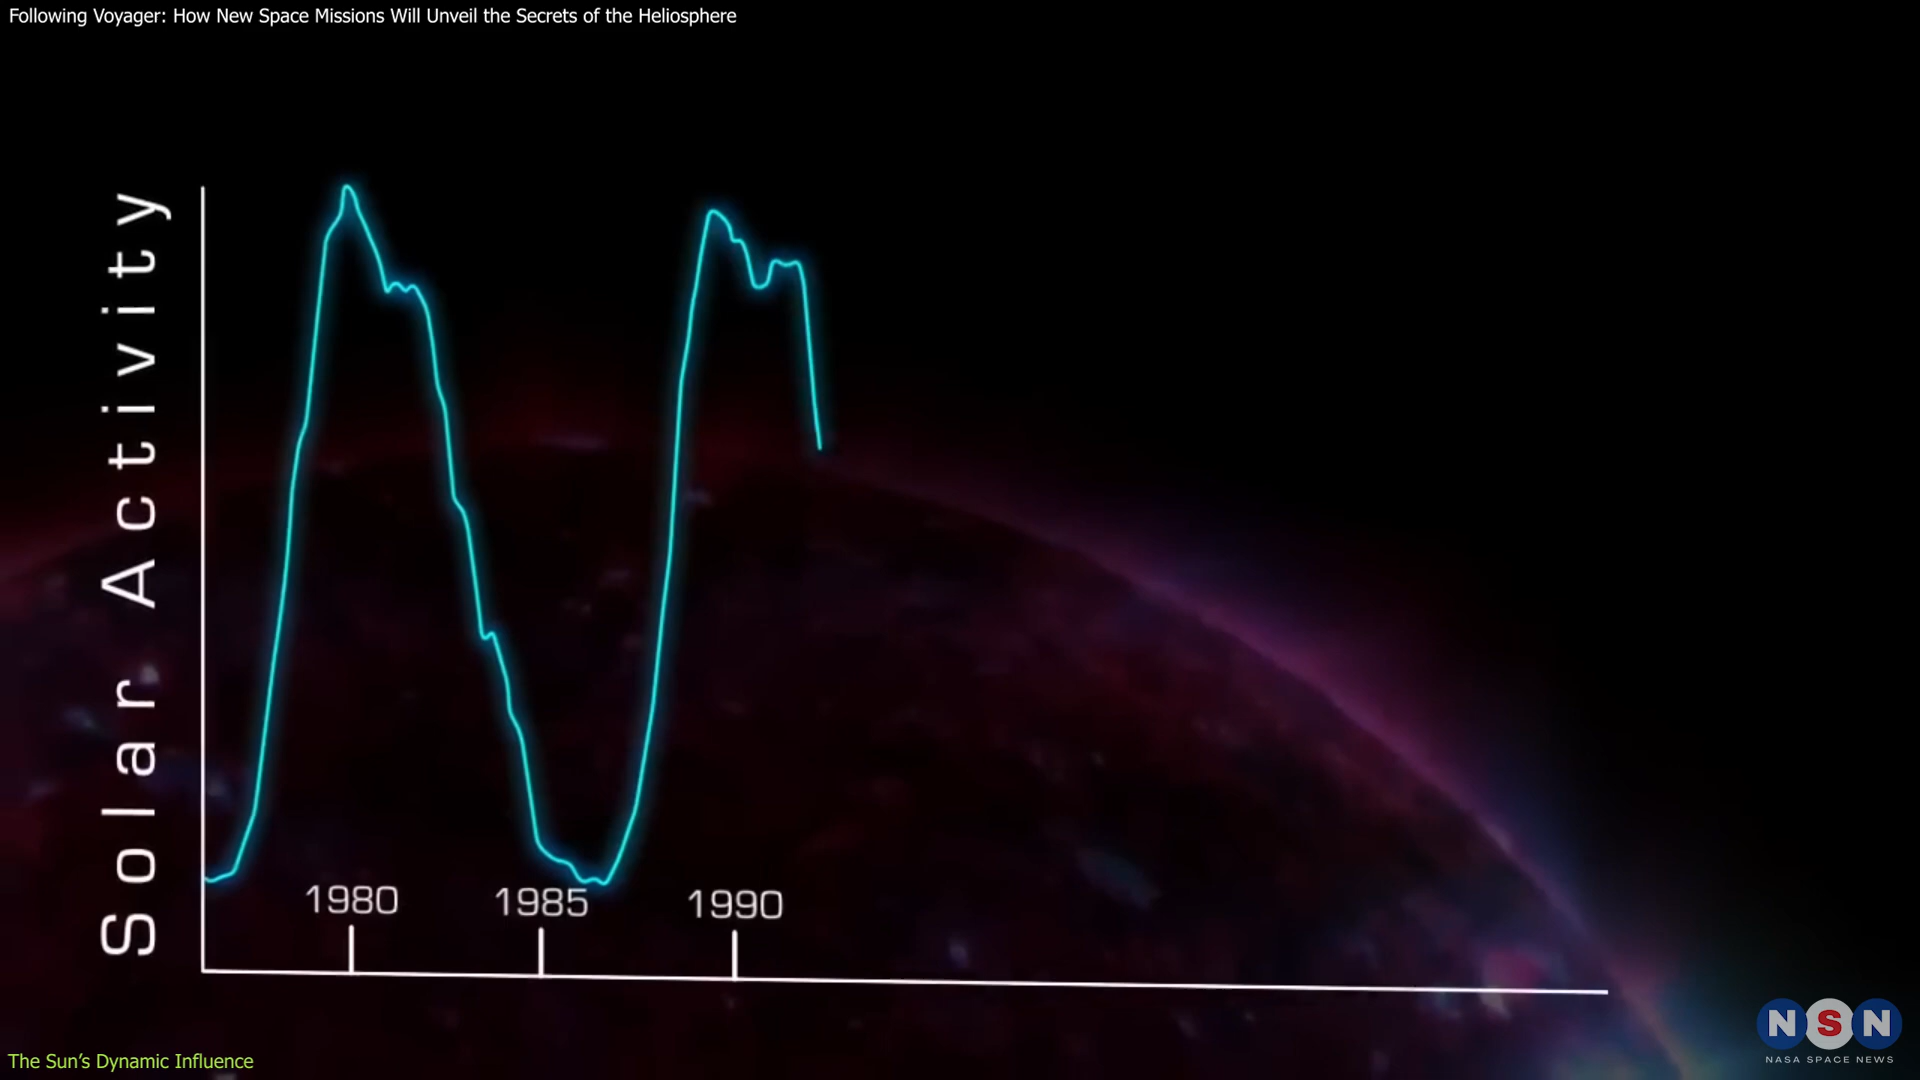 Following Voyager: How New Space Missions Will Unveil the Secrets of the Heliosphere
Solar Activity
1980
1985
1990
The Sun’s Dynamic Influence
NSN
NASA SPACE NEWS